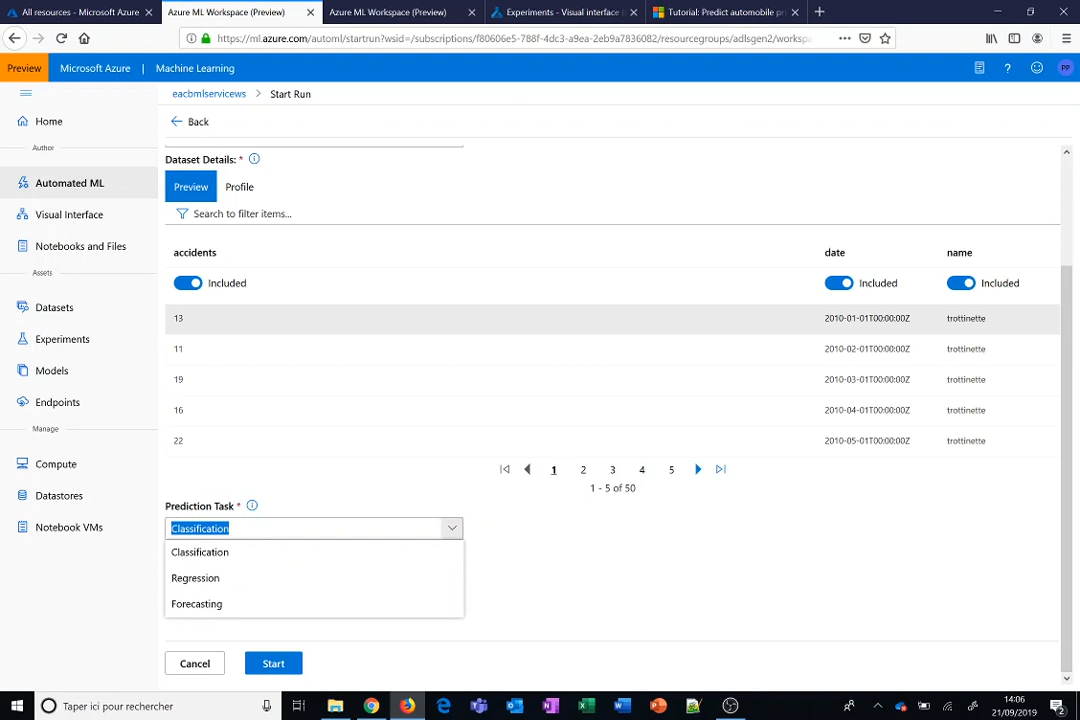 All resources - Microsoft Azure
Azure ML Workspace (Preview)
Azure ML Workspace (Preview)
Experiments - Visual interface (
Tutorial: Predict automobile pri
https://ml.azure.com/automl/startrun?wsid=/subscriptions/f80606e5-788f-4dc3-a9ea-2eb9a7836082/resourcegroups/adlsgen2/workspa
Preview
Microsoft Azure | Machine Learning
PP
eacbmlservicews > Start Run
Back
Home
Author
Automated ML
Visual Interface
Notebooks and Files
Assets
Datasets
Experiments
Models
Endpoints
Manage
Compute
Datastores
Notebook VMs
Dataset Details: *
Preview Profile
Search to filter items...
accidents date name
Included Included Included
13 2010-01-01T00:00:00Z trottinette
11 2010-02-01T00:00:00Z trottinette
19 2010-03-01T00:00:00Z trottinette
16 2010-04-01T00:00:00Z trottinette
22 2010-05-01T00:00:00Z trottinette
1 2 3 4 5
1 - 5 of 50
Prediction Task *
Classification
Classification
Regression
Forecasting
Cancel Start
Taper ici pour rechercher
14:06
21/09/2019
2